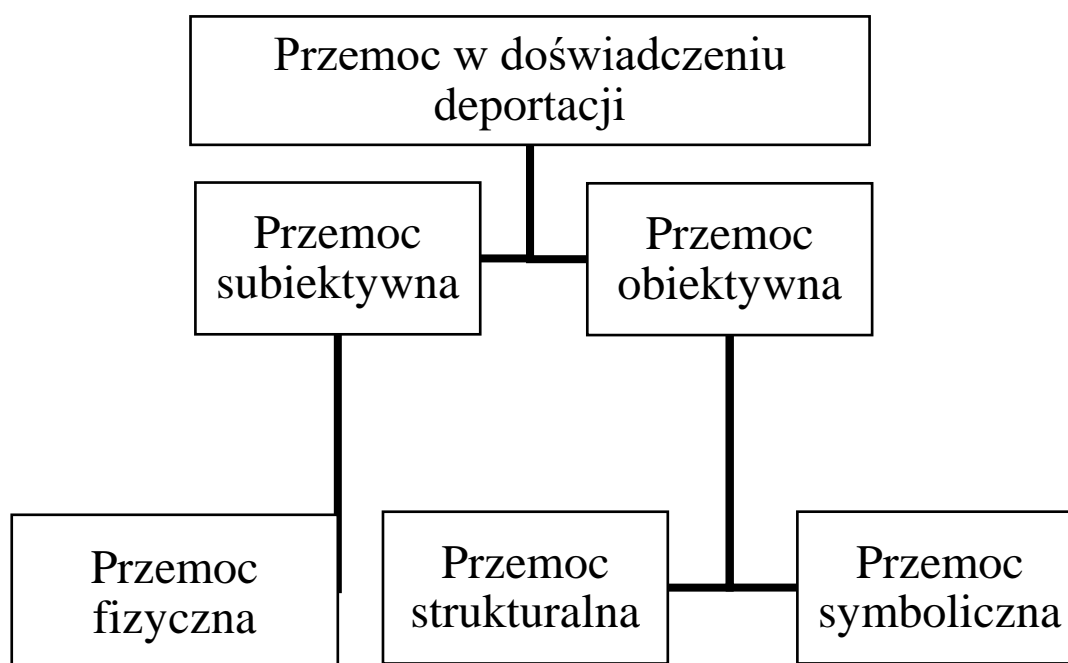 Przemoc w doświadczeniu
deportacji
Przemoc
subiektywna
Przemoc
obiektywna
Przemoc
fizyczna
Przemoc
strukturalna
Przemoc
symboliczna